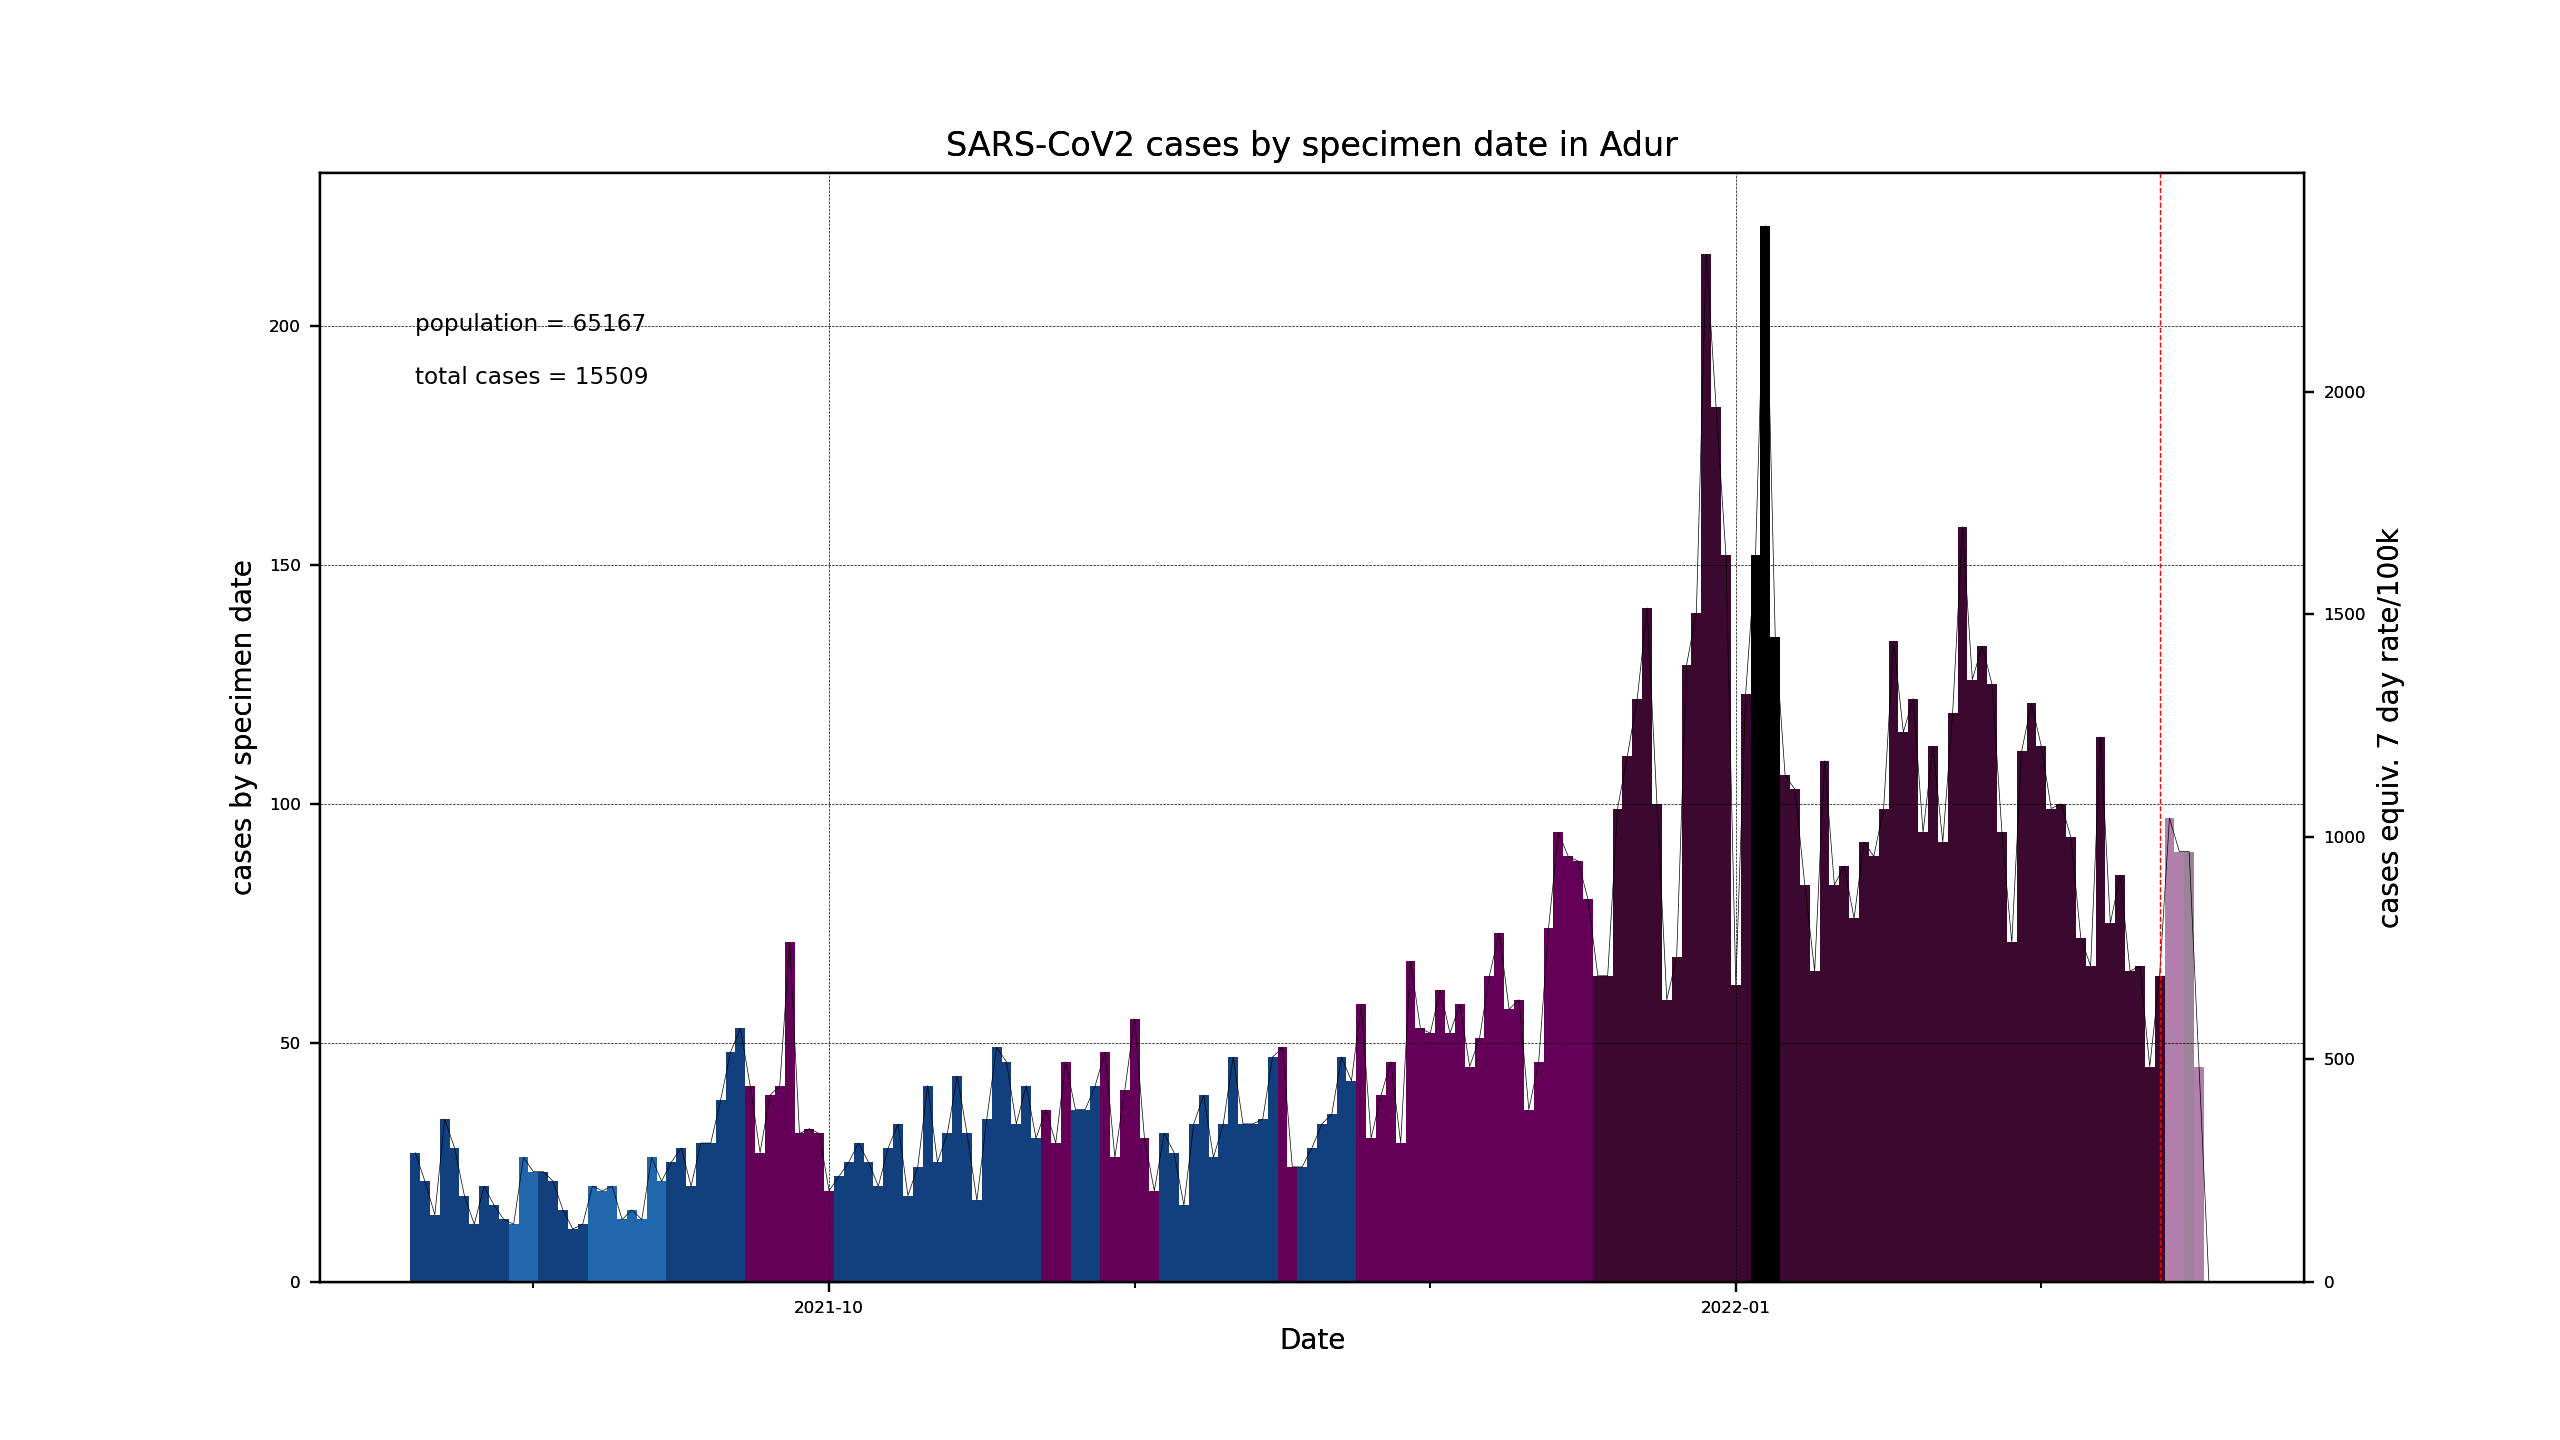 SARS-CoV2 cases by specimen date in Adur
population = 65167
total cases = 15509
cases by specimen date
200
150
100
50
0
2000
1500
1000
500
0
cases equiv. 7 day rate/100k
2021-10
2022-01
Date